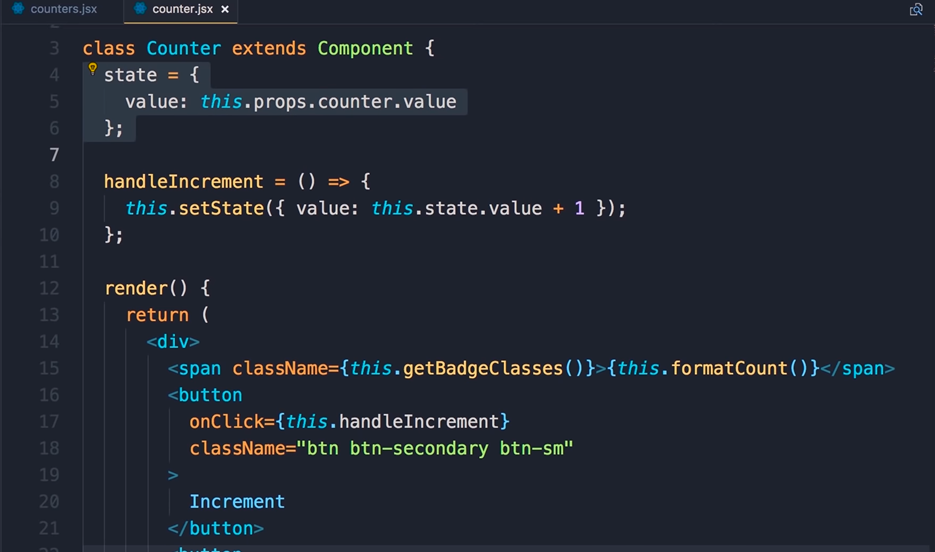 counters.jsx
counter.jsx ×
3 class Counter extends Component {
4 state = {
5 value: this.props.counter.value
6 };
7
8 handleIncrement = () => {
9 this.setState({ value: this.state.value + 1 });
10 };
11
12 render() {
13 return (
14 <div>
15 <span className={this.getBadgeClasses()}>{this.formatCount()}</span>
16 <button
17 onClick={this.handleIncrement}
18 className="btn btn-secondary btn-sm"
19 >
20 Increment
21 </button>